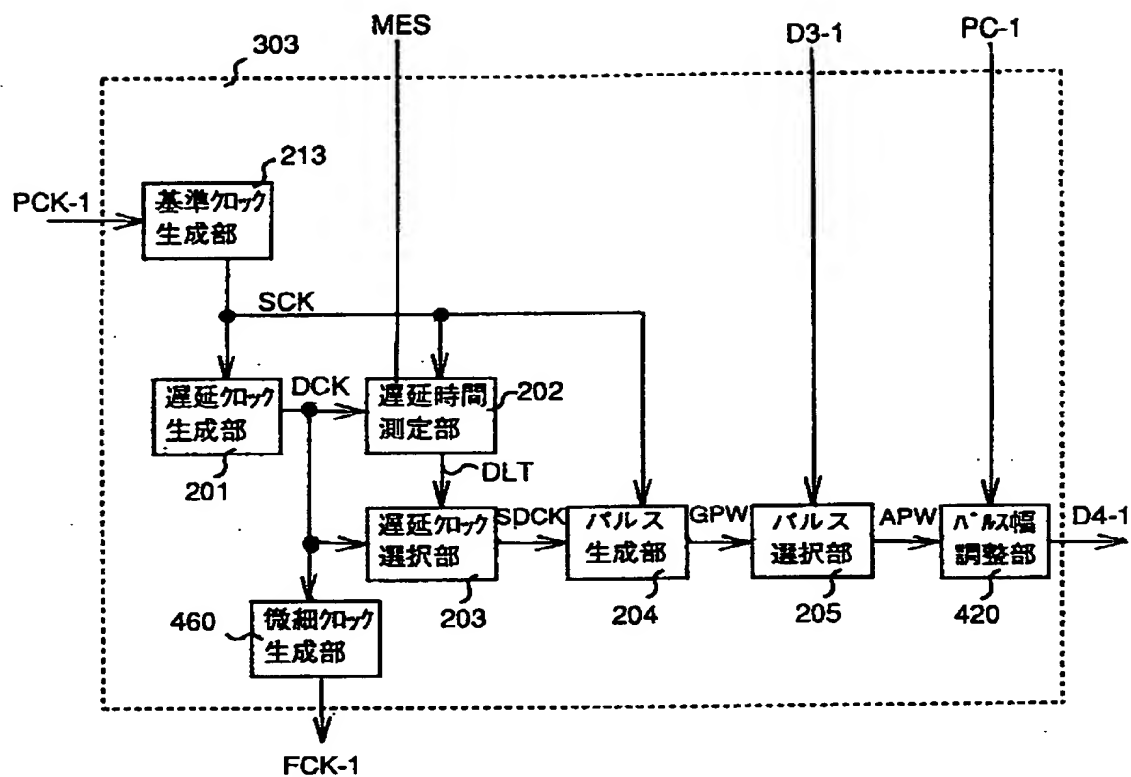 MES
D3-1
PC-1
303
213
PCK-1
基準クロック
生成部
SCK
遅延クロック
生成部
201
DCK
遅延時間
測定部
202
DLT
遅延クロック
選択部
203
SDCK
パルス
生成部
204
GPW
パルス
選択部
205
APW
パルス幅
調整部
420
D4-1
460
微細クロック
生成部
FCK-1